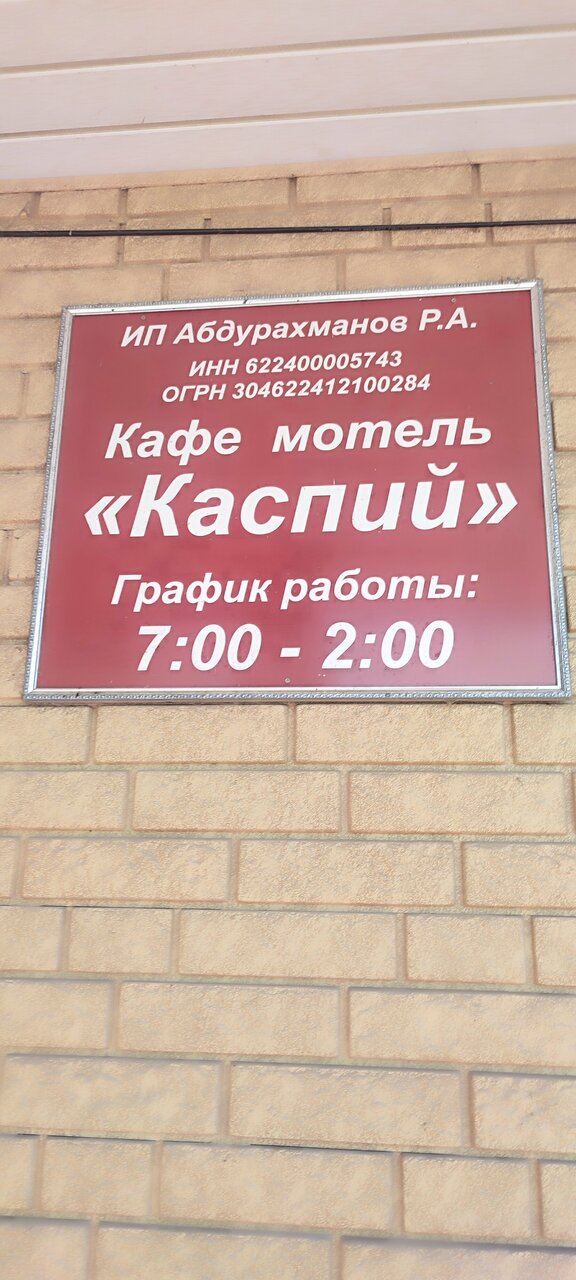 ИП Абдурахманов Р.А.
ИНН 622400005743
ОГРН 304622412100284
Кафе мотель
«Каспий»
График работы:
7:00 - 2:00